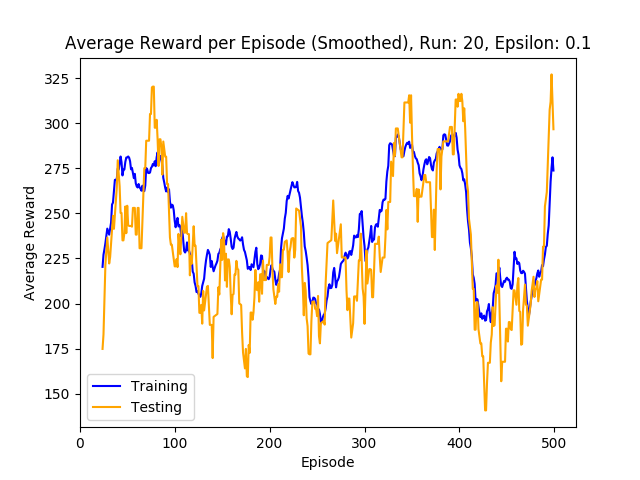 Average Reward per Episode (Smoothed), Run: 20, Epsilon: 0.1
325
300
275
250
225
200
175
150
Average Reward
Training
Testing
0 100 200 300 400 500
Episode